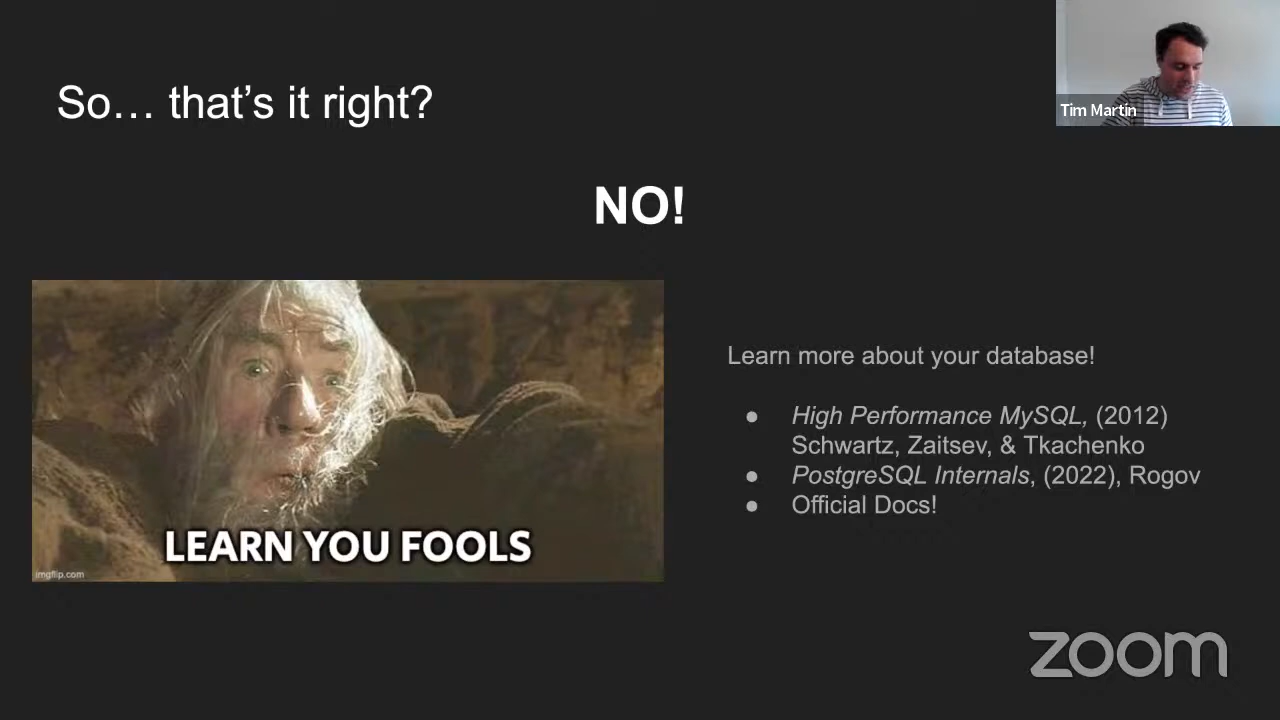 So… that’s it right?
Tim Martin
NO!
LEARN YOU FOOLS
imgflip.com
Learn more about your database!
● High Performance MySQL, (2012)
Schwartz, Zaitsev, & Tkachenko
● PostgreSQL Internals, (2022), Rogov
● Official Docs!
zoom